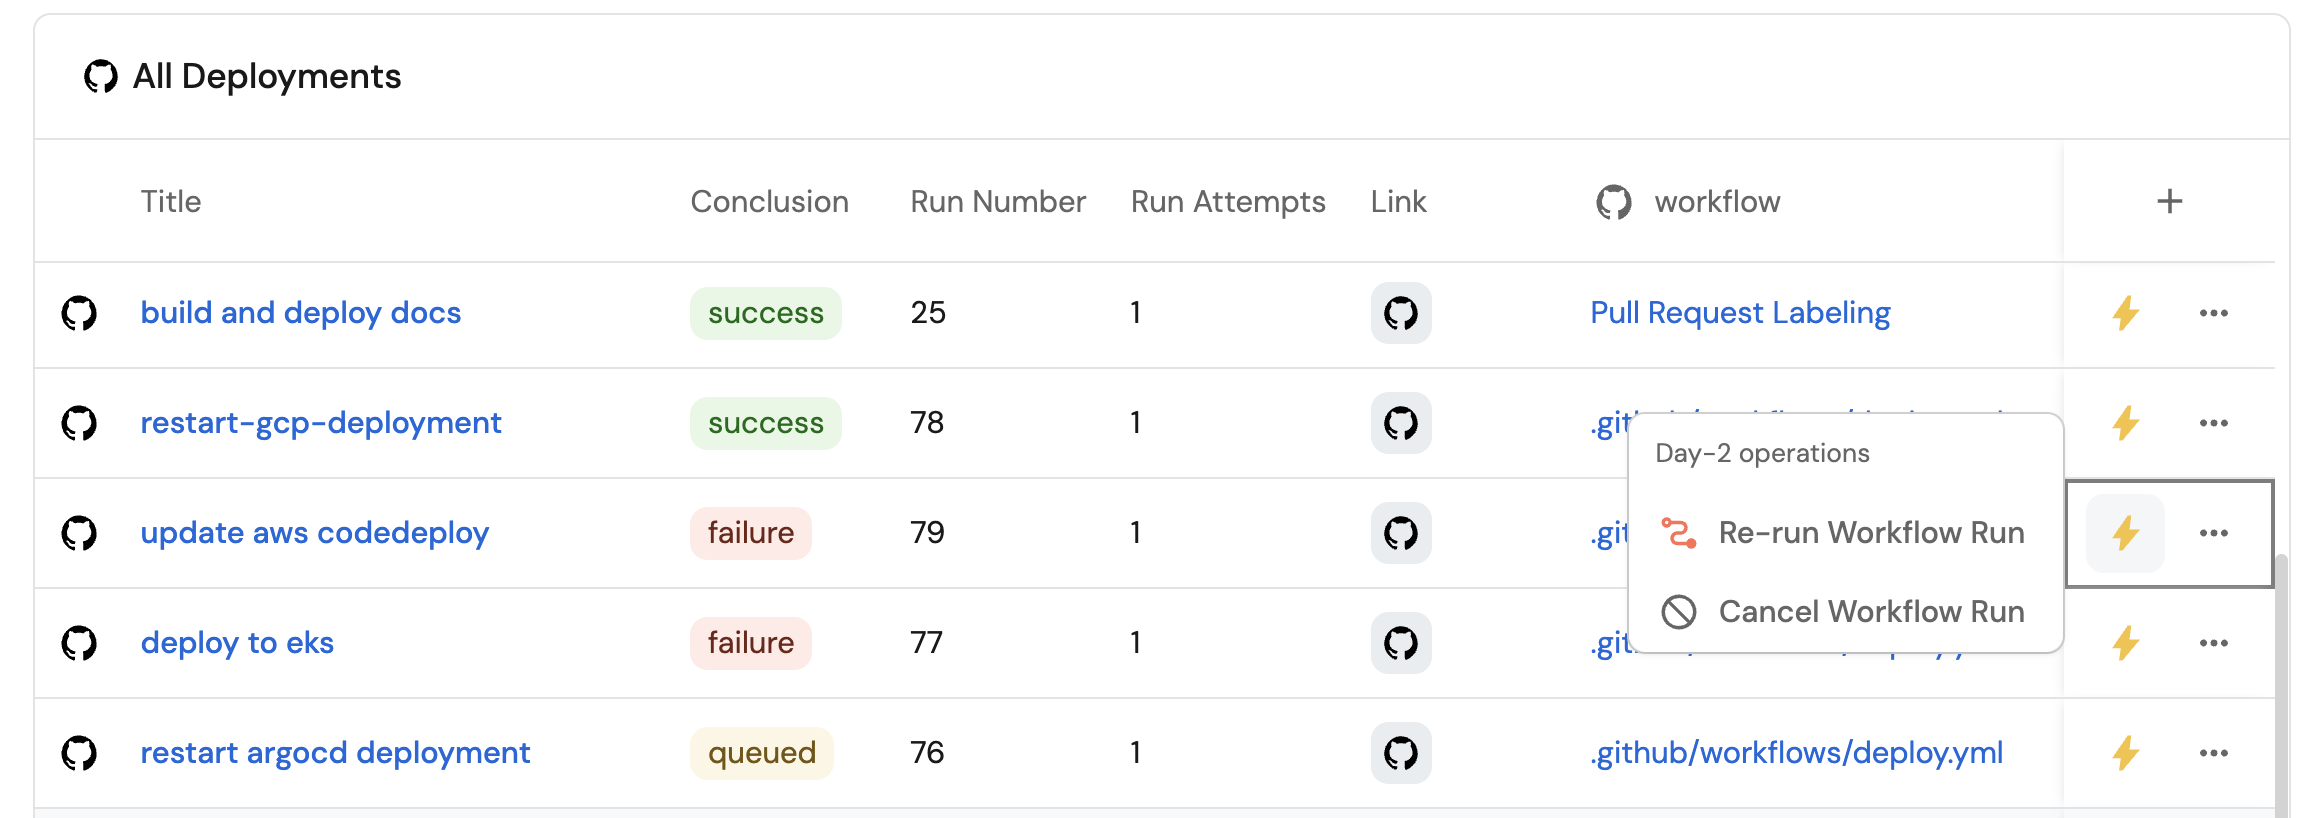 All Deployments
Title Conclusion Run Number Run Attempts Link workflow +
build and deploy docs success 25 1 Pull Request Labeling
restart-gcp-deployment success 78 1 .git
Day-2 operations
update aws codedeploy failure 79 1 .git Re-run Workflow Run
Cancel Workflow Run
deploy to eks failure 77 1 .git
restart argocd deployment queued 76 1 .github/workflows/deploy.yml